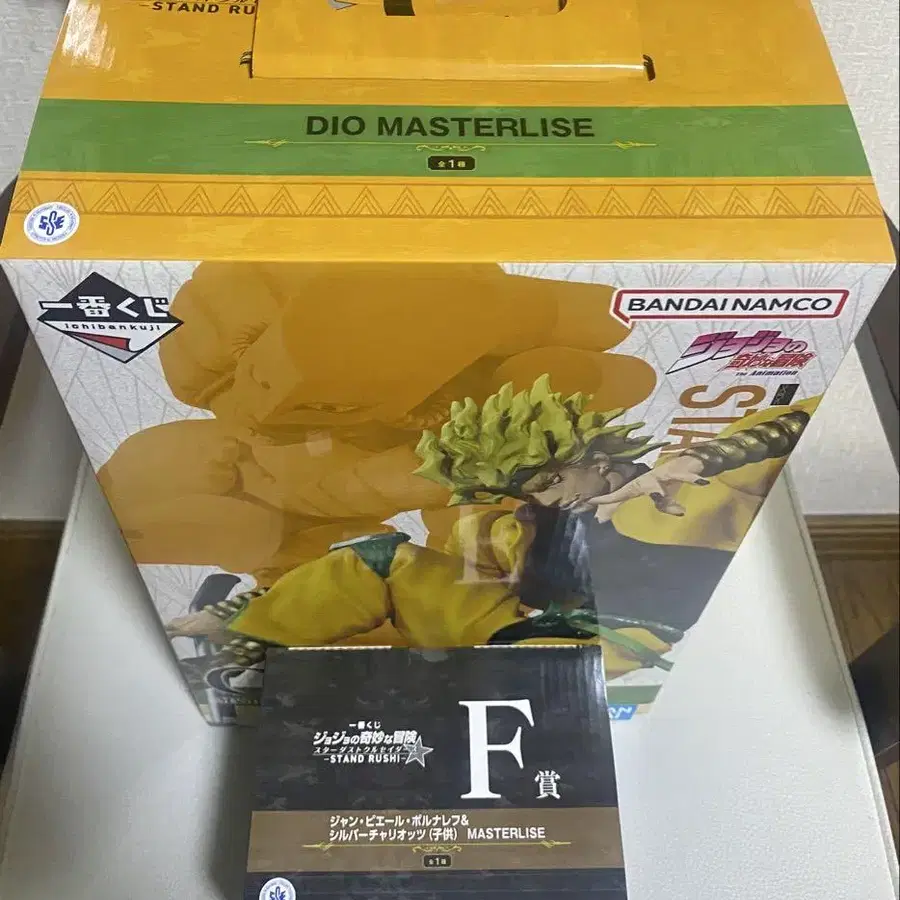 -STAND RU
DIO MASTERLISE
全1種
一番くじ
ichibankuji
BANDAI NAMCO
ジョジョの
奇妙な冒険
The Animation
STA
E
F賞
一番くじ
ジョジョの奇妙な冒険
スターダストクルセイダース
-STAND RUSH-
ジャン・ピエール・ポルナレフ&
シルバーチャリオッツ(子供) MASTERLISE
全1種